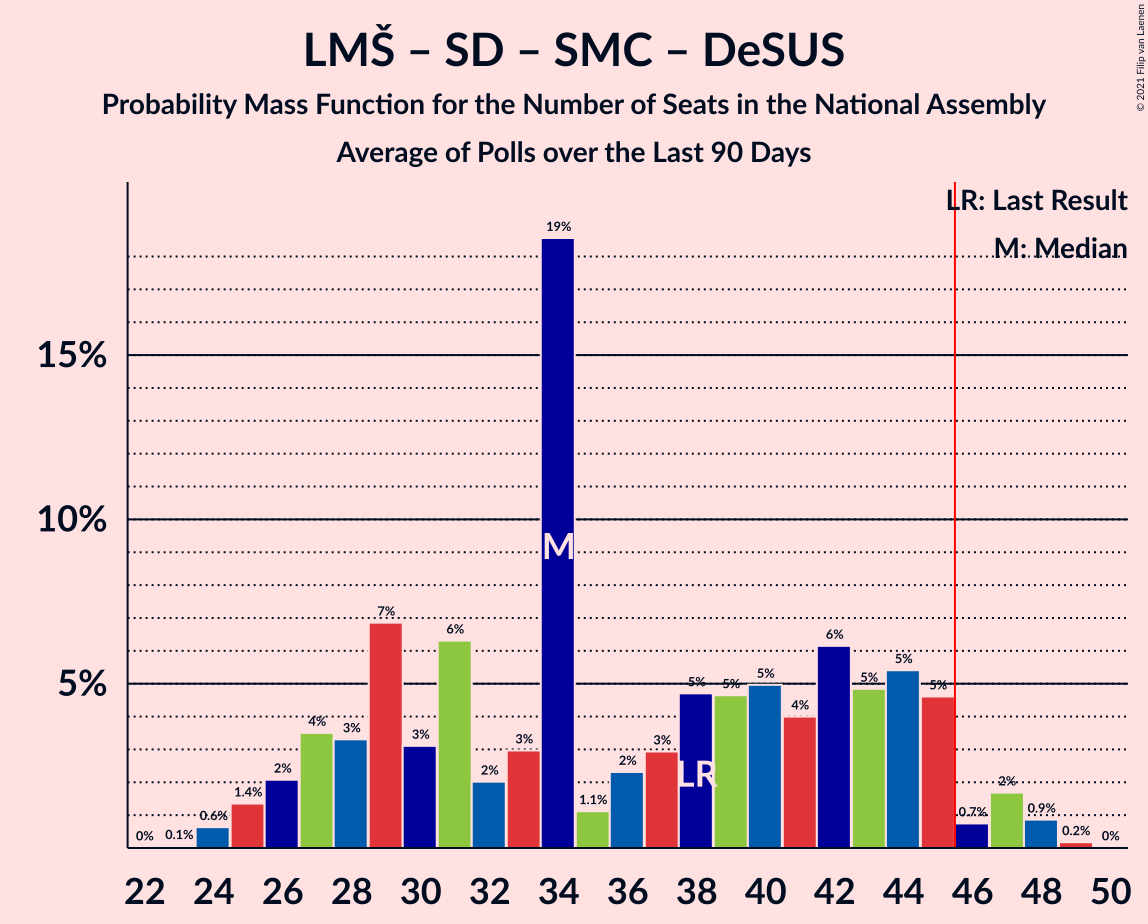 LMŠ – SD – SMC – DeSUS
Probability Mass Function for the Number of Seats in the National Assembly
Average of Polls over the Last 90 Days
© 2021 Filip van Laenen
LR: Last Result
M: Median
15%
10%
5%
0% 0.1% 0.6% 1.4% 2% 4% 3% 7% 3% 6% 2% 3% 19% 1.1% 2% 3% 5% 5% 5% 4% 6% 5% 5% 5% 0.7% 2% 0.9% 0.2% 0%
M
LR
22 24 26 28 30 32 34 36 38 40 42 44 46 48 50